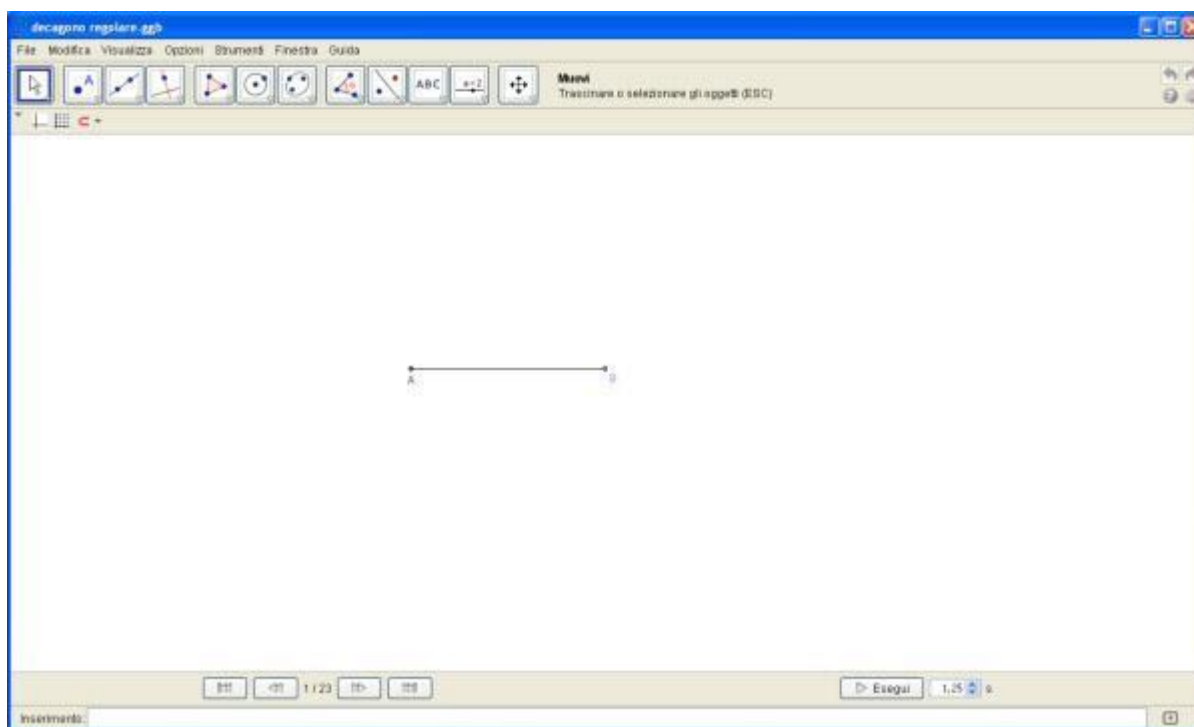 decagono regolare.ggb
File Modifica Visualizza Opzioni Strumenti Finestra Guida
A ABC a=2 Muovi
Trascinare o selezionare gli oggetti (ESC)
A B
1 / 23 Esegui 1,25 s
Inserimento: